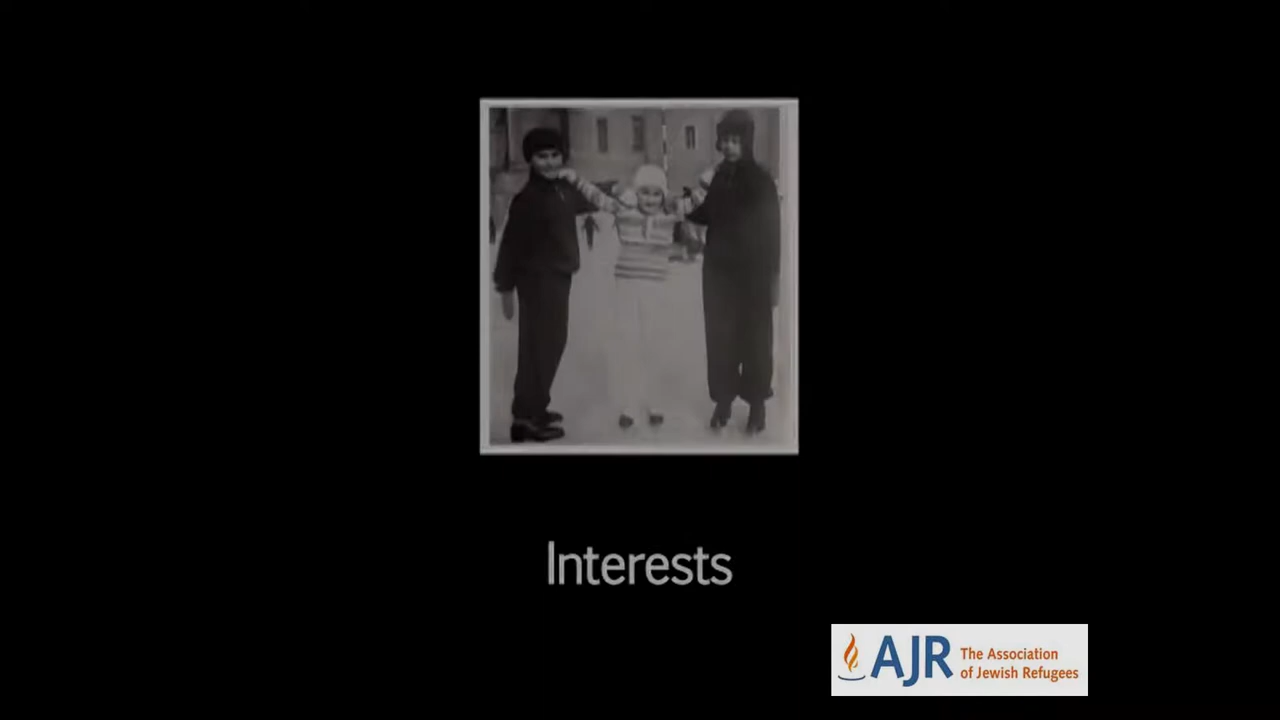 Interests
AJR The Association
of Jewish Refugees